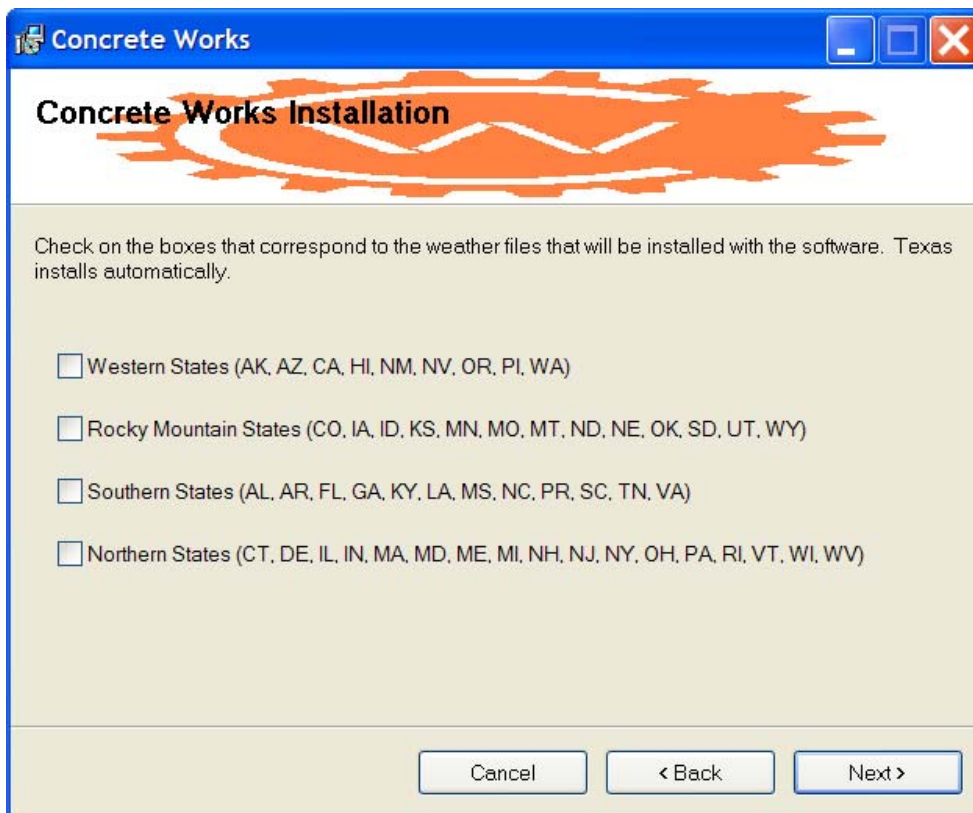 Concrete Works
Concrete Works Installation
Check on the boxes that correspond to the weather files that will be installed with the software. Texas
installs automatically.
Western States (AK, AZ, CA, HI, NM, NV, OR, PI, WA)
Rocky Mountain States (CO, IA, ID, KS, MN, MO, MT, ND, NE, OK, SD, UT, WY)
Southern States (AL, AR, FL, GA, KY, LA, MS, NC, PR, SC, TN, VA)
Northern States (CT, DE, IL, IN, MA, MD, ME, MI, NH, NJ, NY, OH, PA, RI, VT, WI, WV)
Cancel < Back Next >